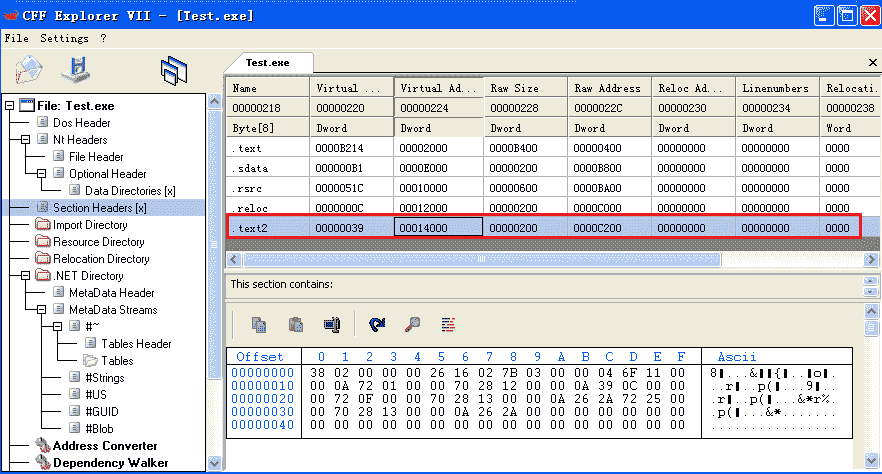 CFF Explorer VII - [Test.exe]
File Settings ?
Test.exe
File: Test.exe
Dos Header
Nt Headers
File Header
Optional Header
Data Directories [x]
Section Headers [x]
Import Directory
Resource Directory
Relocation Directory
.NET Directory
MetaData Header
MetaData Streams
#~
Tables Header
Tables
#Strings
#US
#GUID
#Blob
Address Converter
Dependency Walker
Name Virtual ... Virtual Ad... Raw Size Raw Address Reloc Ad... Linenumbers Relocati.
00000218 00000220 00000224 00000228 0000022C 00000230 00000234 00000238
Byte[8] Dword Dword Dword Dword Dword Dword Word
.text 0000B214 00002000 0000B400 00000400 00000000 00000000 0000
.sdata 000000B1 0000E000 00000200 0000B800 00000000 00000000 0000
.rsrc 0000051C 00010000 00000600 0000BA00 00000000 00000000 0000
.reloc 0000000C 00012000 00000200 0000C000 00000000 00000000 0000
.text2 00000039 00014000 00000200 0000C200 00000000 00000000 0000
This section contains:
Offset 0 1 2 3 4 5 6 7 8 9 A B C D E F Ascii
00000000 38 02 00 00 00 26 16 02 7B 03 00 00 04 6F 11 00 8▮...&▮▮{▮..▮o▮.
00000010 00 0A 72 01 00 00 70 28 12 00 00 0A 39 0C 00 00 ..r▮..p(▮...9▮..
00000020 00 72 0F 00 00 70 28 13 00 00 0A 26 2A 72 25 00 .r▮..p(▮...&*r%.
00000030 00 70 28 13 00 00 0A 26 2A 00 00 00 00 00 00 00 .p(▮...&*.......
00000040 00 00 00 00 00 00 00 00 00 00 00 00 00 00 00 00 ................